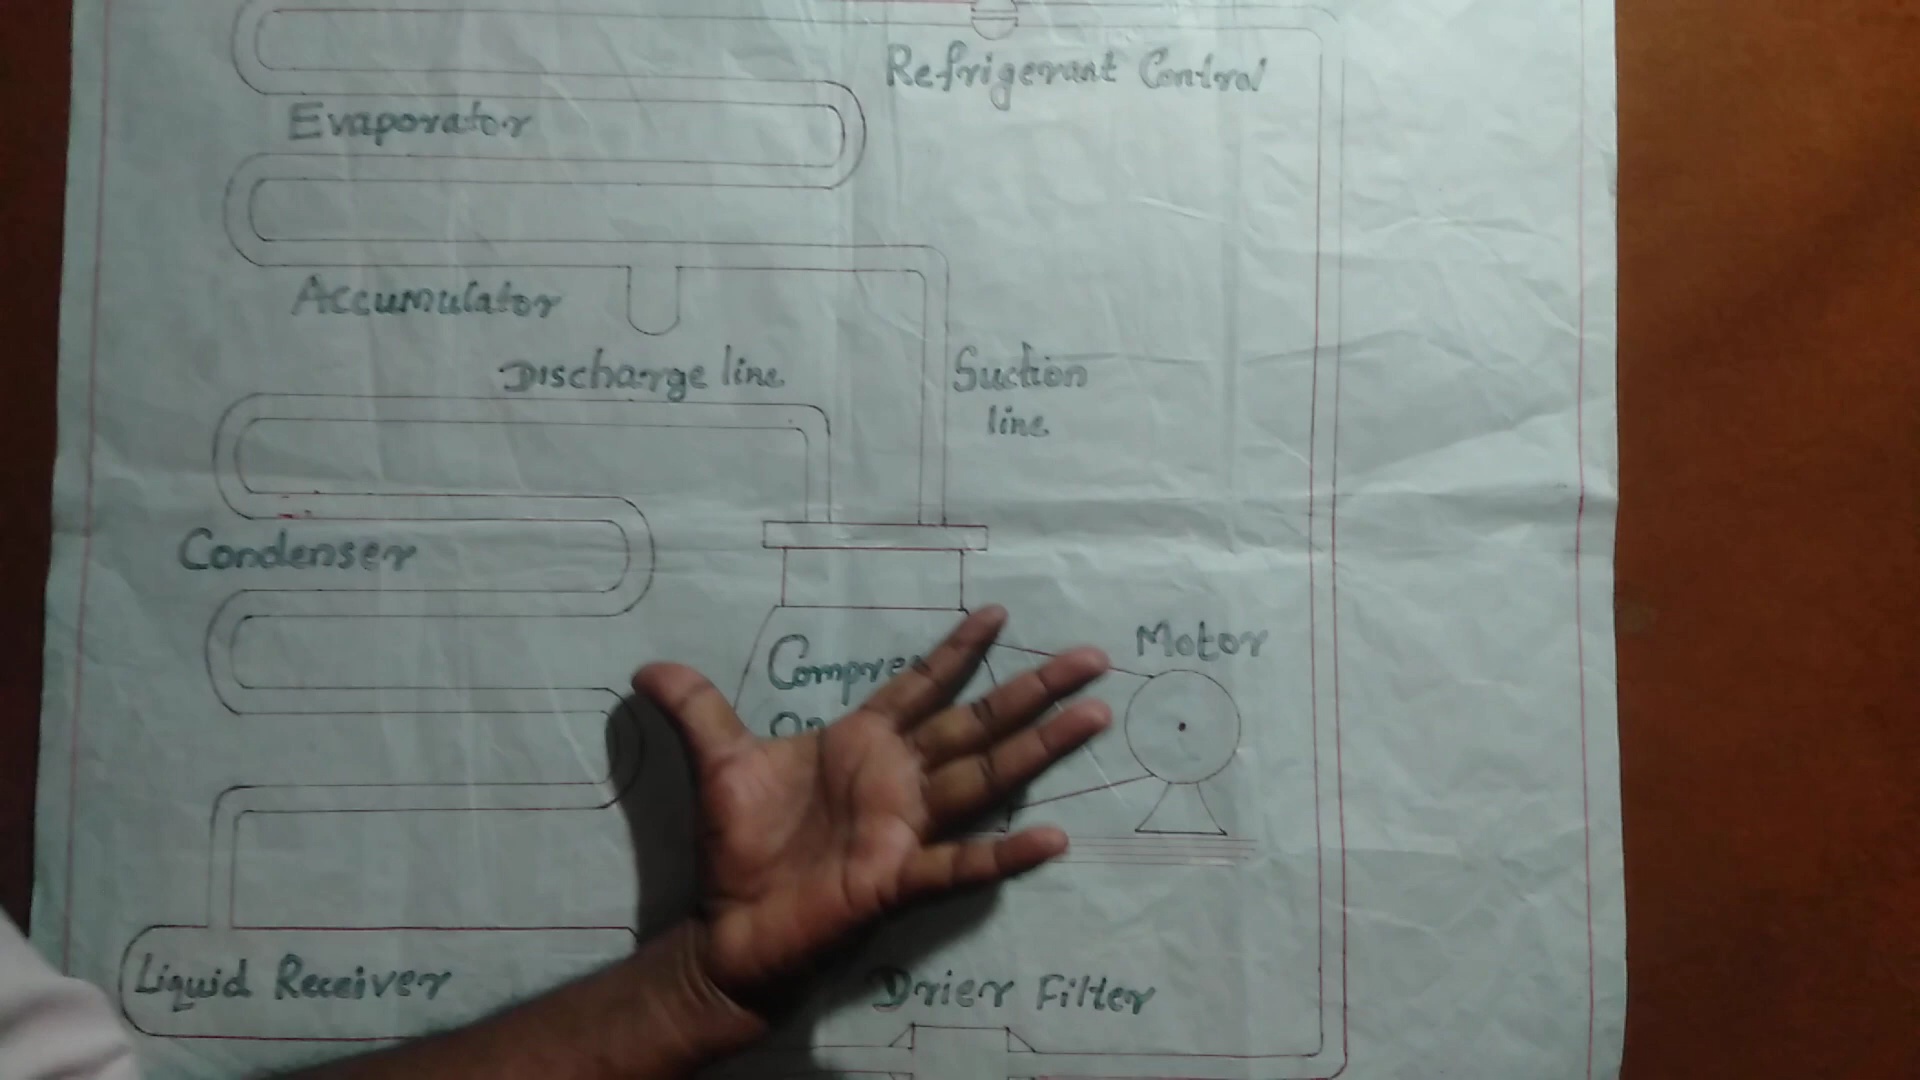 Refrigerant Control
Evaporator
Accumulator
Discharge line
Suction
line
Condenser
Motor
Liquid Receiver
Drier Filter